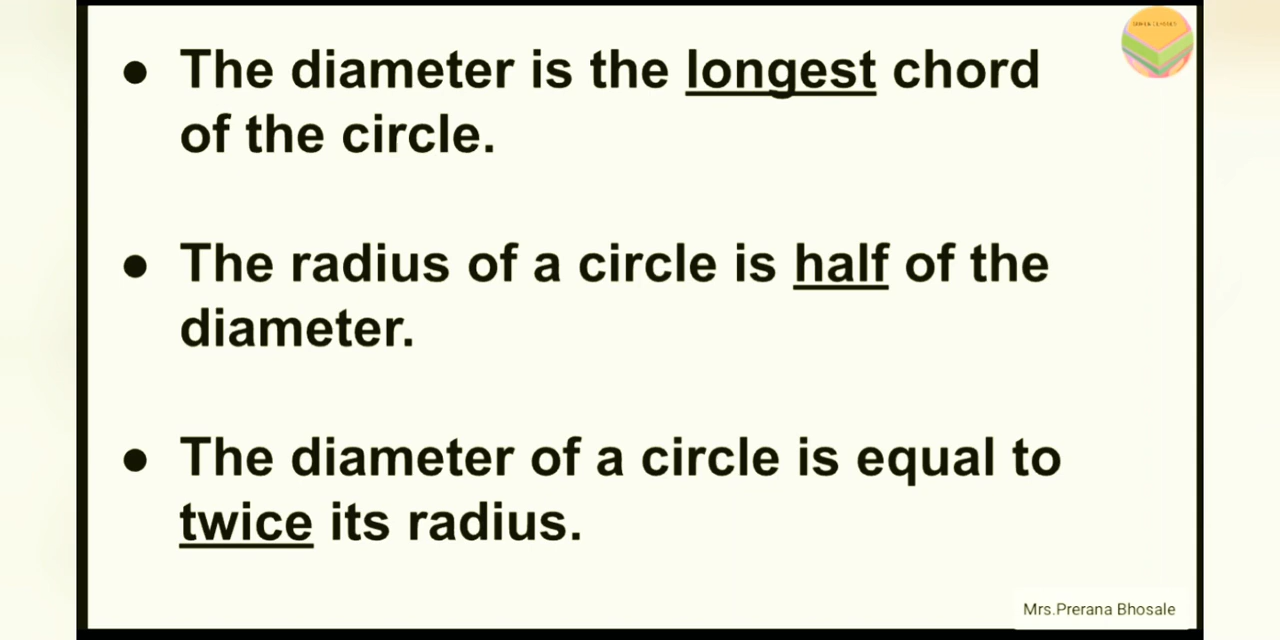 ● The diameter is the longest chord
of the circle.
● The radius of a circle is half of the
diameter.
● The diameter of a circle is equal to
twice its radius.
Mrs.Prerana Bhosale